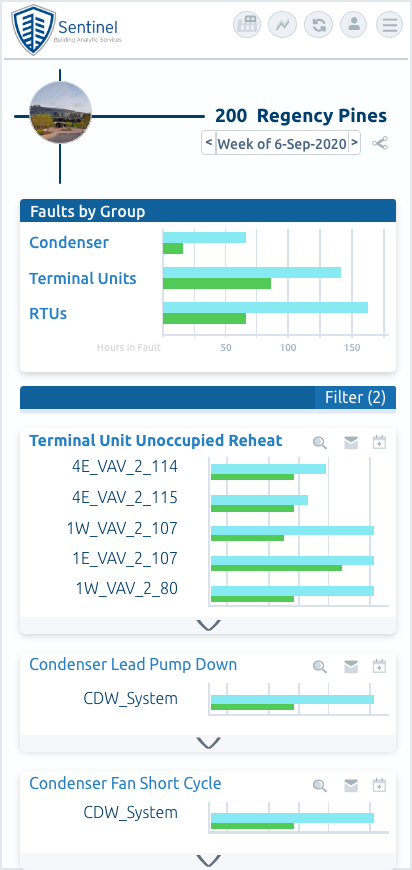 Sentinel
Building Analytic Services
200 Regency Pines
< Week of 6-Sep-2020 >
Faults by Group
Condenser
Terminal Units
RTUs
Hours in Fault 50 100 150
Filter (2)
Terminal Unit Unoccupied Reheat
4E_VAV_2_114
4E_VAV_2_115
1W_VAV_2_107
1E_VAV_2_107
1W_VAV_2_80
Condenser Lead Pump Down
CDW_System
Condenser Fan Short Cycle
CDW_System